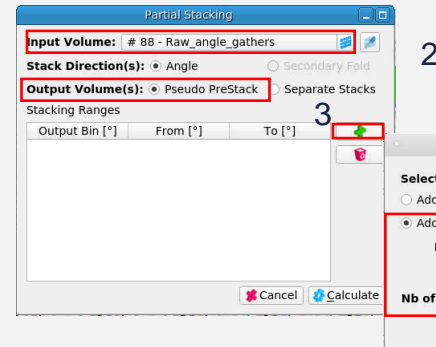 Partial Stacking
Input Volume: # 88 - Raw_angle_gathers
Stack Direction(s): Angle Secondary Fold
Output Volume(s): Pseudo PreStack Separate Stacks
Stacking Ranges
Output Bin [°] From [°] To [°]
Cancel Calculate
2
3
Select
Add
Add
Nb of